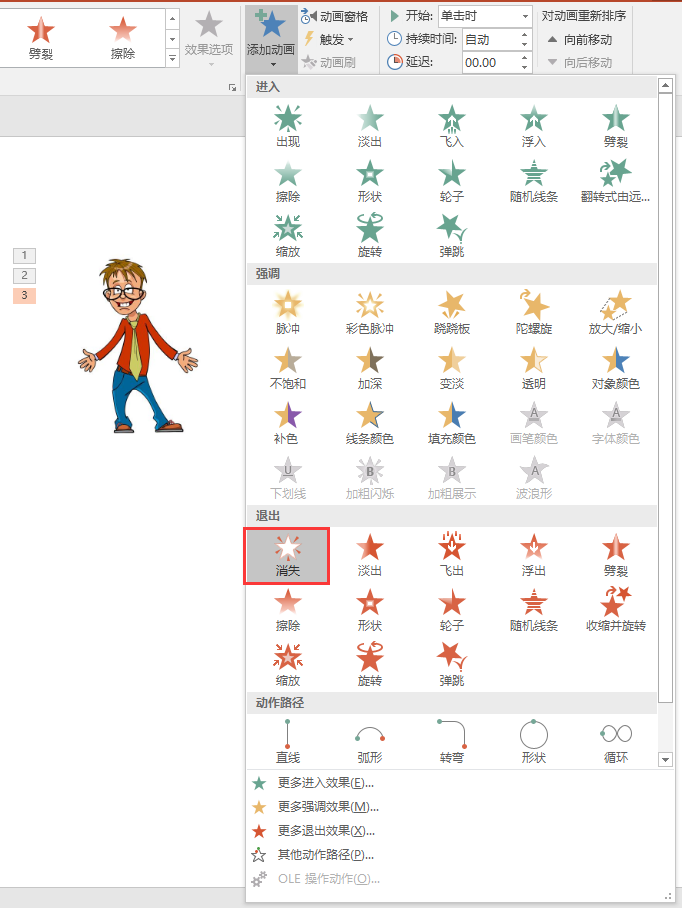 劈裂 擦除 效果选项 添加动画
动画窗格
触发
动画刷
开始: 单击时
持续时间: 自动
延迟: 00.00
对动画重新排序
向前移动
向后移动
进入
出现 淡出 飞入 浮入 劈裂
擦除 形状 轮子 随机线条 翻转式由远...
缩放 旋转 弹跳
强调
脉冲 彩色脉冲 跷跷板 陀螺旋 放大/缩小
不饱和 加深 变淡 透明 对象颜色
补色 线条颜色 填充颜色 画笔颜色 字体颜色
下划线 加粗闪烁 加粗展示 波浪形
退出
消失 淡出 飞出 浮出 劈裂
擦除 形状 轮子 随机线条 收缩并旋转
缩放 旋转 弹跳
动作路径
直线 弧形 转弯 形状 循环
更多进入效果(E)...
更多强调效果(M)...
更多退出效果(X)...
其他动作路径(P)...
OLE 操作动作(O)...
1
2
3